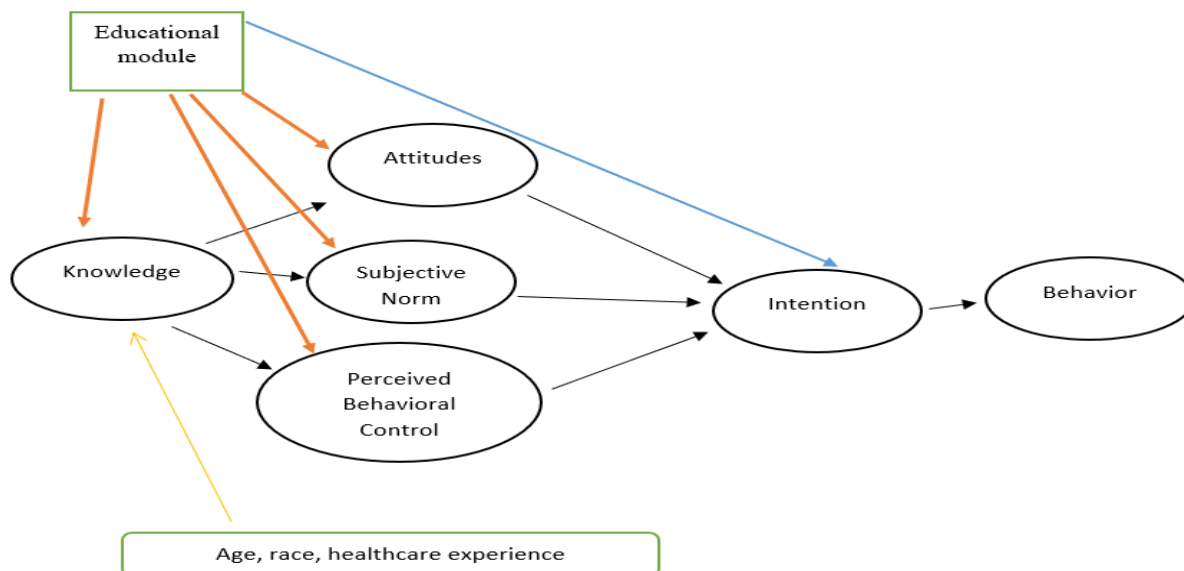 Educational
module
Attitudes
Knowledge
Subjective
Norm
Intention
Behavior
Perceived
Behavioral
Control
Age, race, healthcare experience